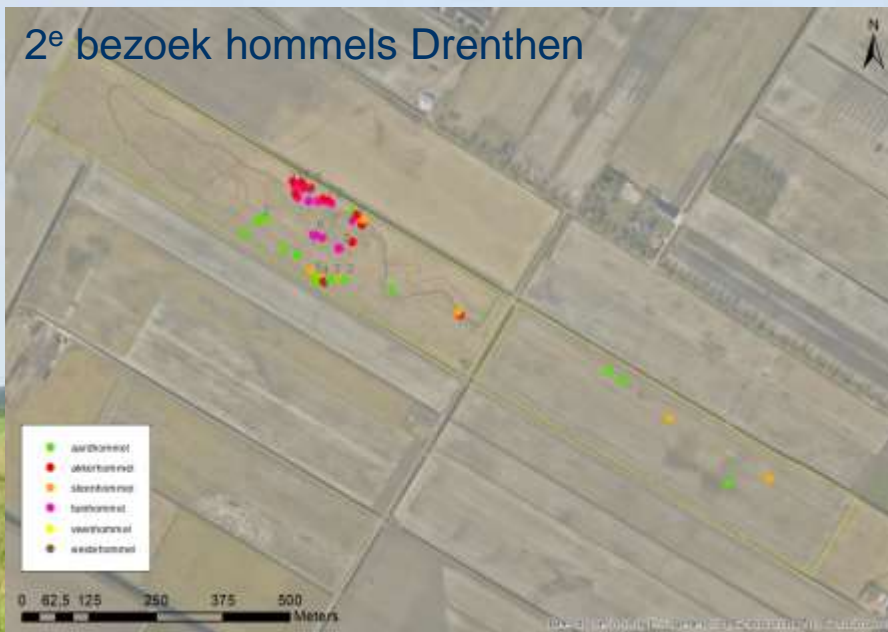 2e bezoek hommels Drenthen
N
aardhommel
akkerhommel
steenhommel
tuinhommel
veenhommel
weidehommel
0 62,5 125 250 375 500
Meters